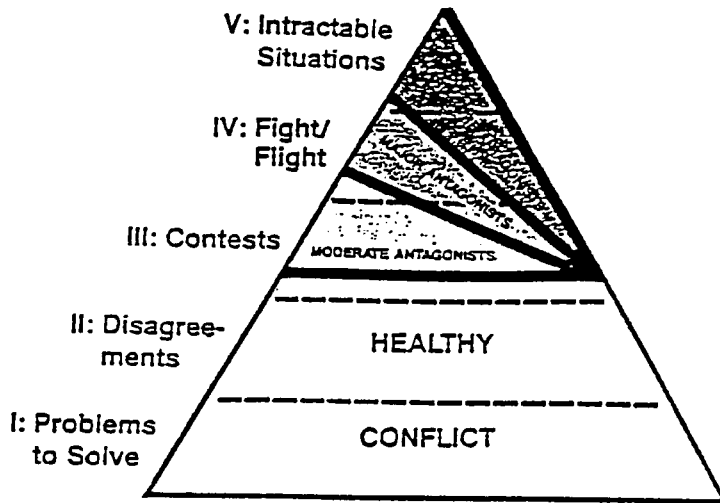 V: Intractable
Situations
IV: Fight/
Flight
MAJOR ANTAGONISTS
III: Contests
MODERATE ANTAGONISTS
II: Disagree-
ments
HEALTHY
I: Problems
to Solve
CONFLICT